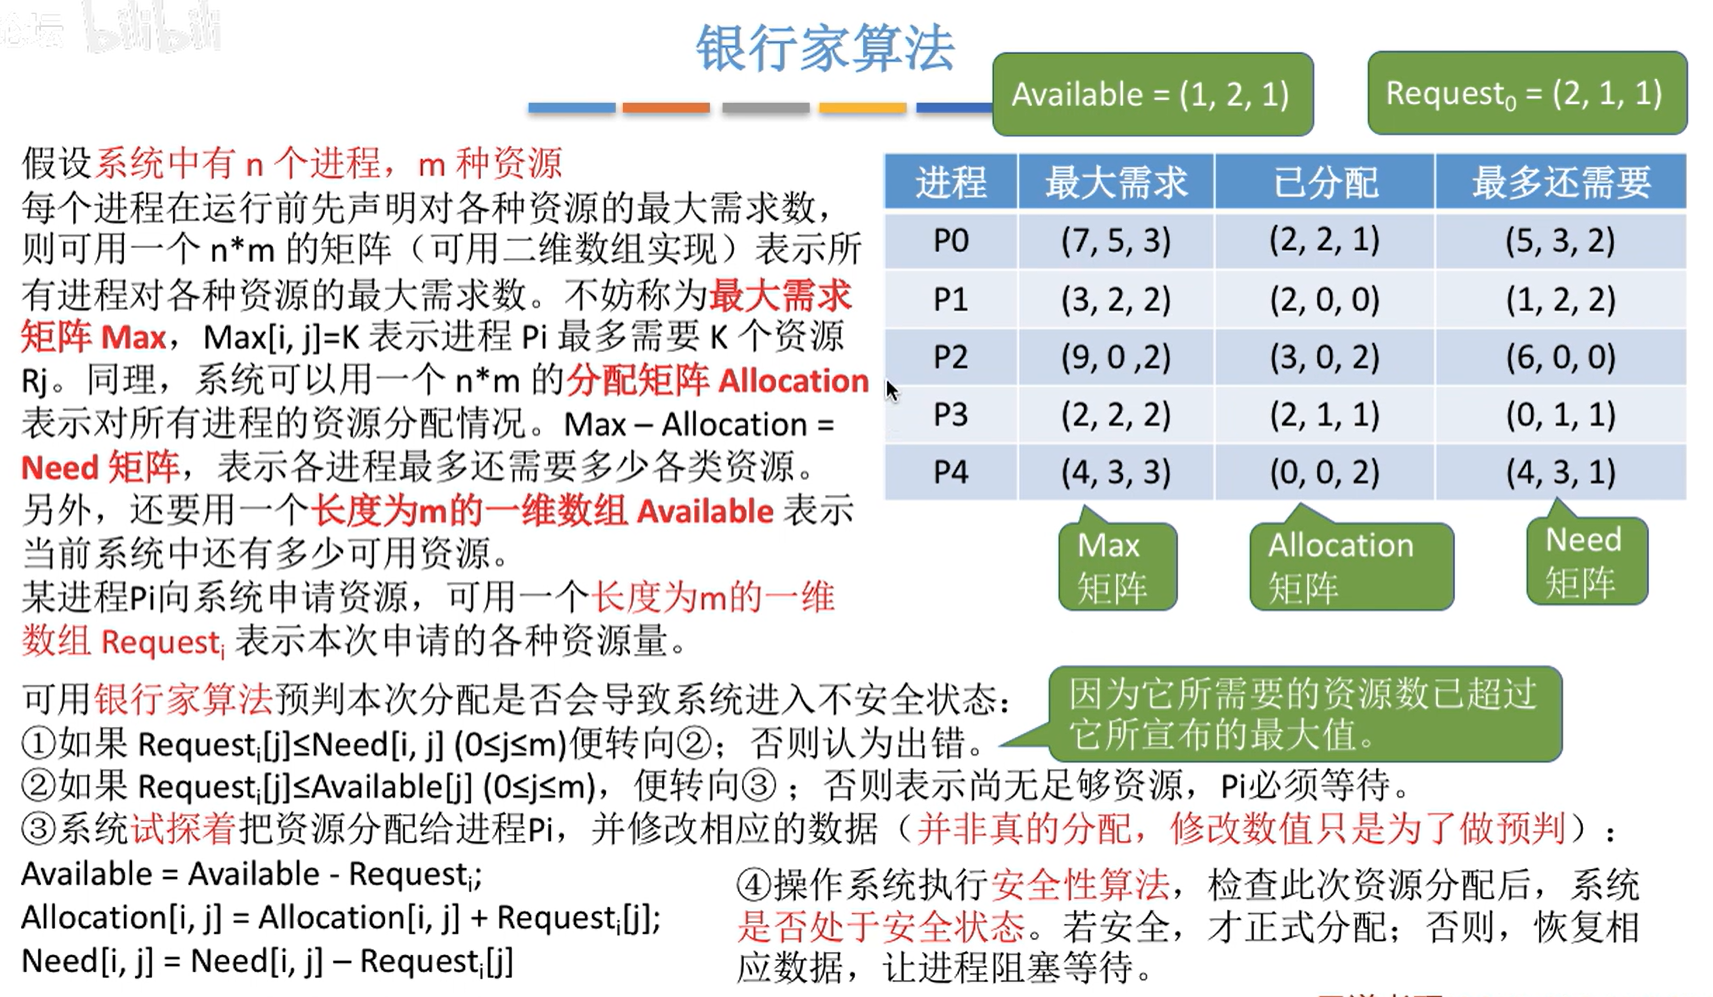 bilibili
银行家算法
Available = (1, 2, 1)
Request0 = (2, 1, 1)
假设系统中有 n 个进程，m 种资源
每个进程在运行前先声明对各种资源的最大需求数，
则可用一个 n*m 的矩阵（可用二维数组实现）表示所
有进程对各种资源的最大需求数。不妨称为最大需求
矩阵 Max，Max[i, j]=K 表示进程 Pi 最多需要 K 个资源
Rj。同理，系统可以用一个 n*m 的分配矩阵 Allocation
表示对所有进程的资源分配情况。Max – Allocation =
Need 矩阵，表示各进程最多还需要多少各类资源。
另外，还要用一个长度为m的一维数组 Available 表示
当前系统中还有多少可用资源。
某进程Pi向系统申请资源，可用一个长度为m的一维
数组 Requesti 表示本次申请的各种资源量。
进程 最大需求 已分配 最多还需要
P0 (7, 5, 3) (2, 2, 1) (5, 3, 2)
P1 (3, 2, 2) (2, 0, 0) (1, 2, 2)
P2 (9, 0 ,2) (3, 0, 2) (6, 0, 0)
P3 (2, 2, 2) (2, 1, 1) (0, 1, 1)
P4 (4, 3, 3) (0, 0, 2) (4, 3, 1)
Max
矩阵
Allocation
矩阵
Need
矩阵
可用银行家算法预判本次分配是否会导致系统进入不安全状态：
①如果 Requesti[j]≤Need[i, j] (0≤j≤m)便转向②；否则认为出错。
因为它所需要的资源数已超过
它所宣布的最大值。
②如果 Requesti[j]≤Available[j] (0≤j≤m)，便转向③；否则表示尚无足够资源，Pi必须等待。
③系统试探着把资源分配给进程Pi，并修改相应的数据（并非真的分配，修改数值只是为了做预判）：
Available = Available - Requesti;
Allocation[i, j] = Allocation[i, j] + Requesti[j];
Need[i, j] = Need[i, j] – Requesti[j]
④操作系统执行安全性算法，检查此次资源分配后，系统
是否处于安全状态。若安全，才正式分配；否则，恢复相
应数据，让进程阻塞等待。